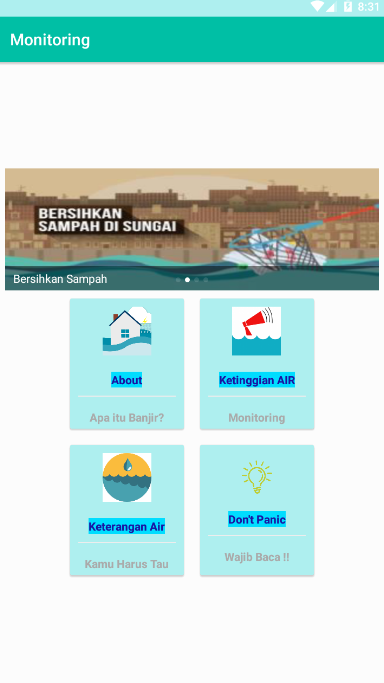 8:31
Monitoring
BERSIHKAN
SAMPAH DI SUNGAI
Bersihkan Sampah
About
Apa itu Banjir?
Ketinggian AIR
Monitoring
Keterangan Air
Kamu Harus Tau
Don't Panic
Wajib Baca !!